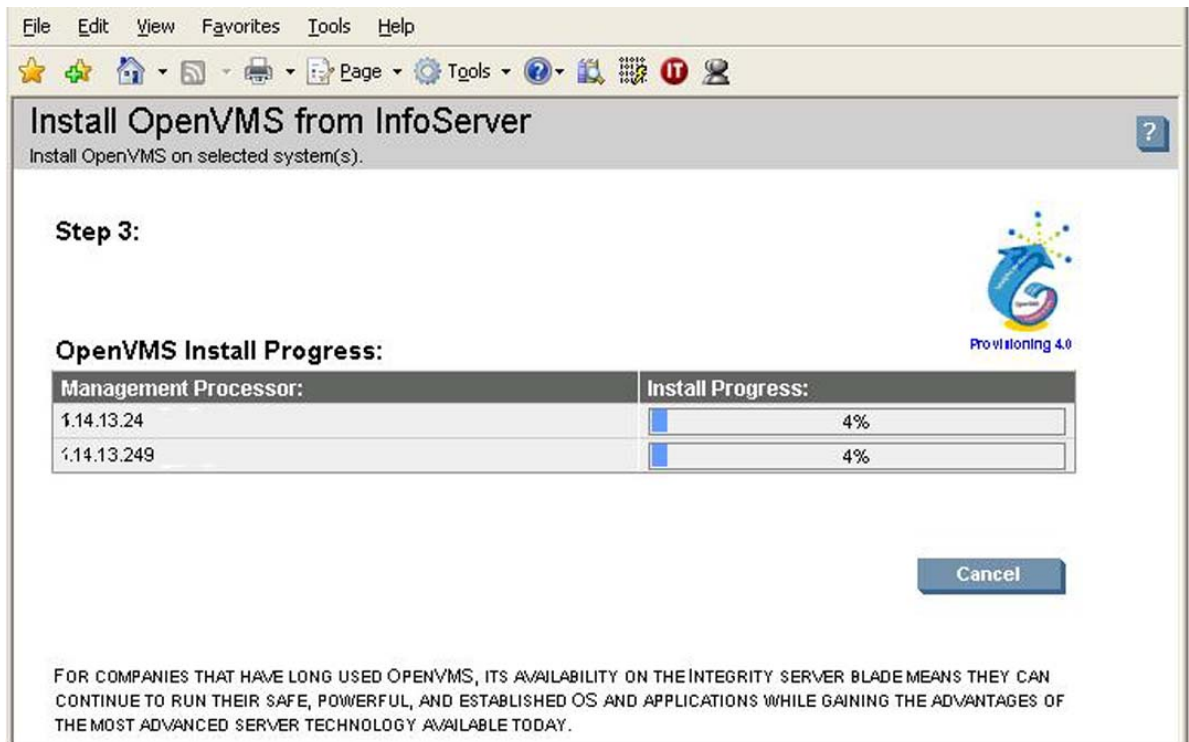 File Edit View Favorites Tools Help
Page Tools
Install OpenVMS from InfoServer
Install OpenVMS on selected system(s).
?
Step 3:
Provisioning 4.0
OpenVMS Install Progress:
Management Processor: Install Progress:
1.14.13.24 4%
1.14.13.249 4%
Cancel
FOR COMPANIES THAT HAVE LONG USED OPENVMS, ITS AVAILABILITY ON THE INTEGRITY SERVER BLADE MEANS THEY CAN
CONTINUE TO RUN THEIR SAFE, POWERFUL, AND ESTABLISHED OS AND APPLICATIONS WHILE GAINING THE ADVANTAGES OF
THE MOST ADVANCED SERVER TECHNOLOGY AVAILABLE TODAY.